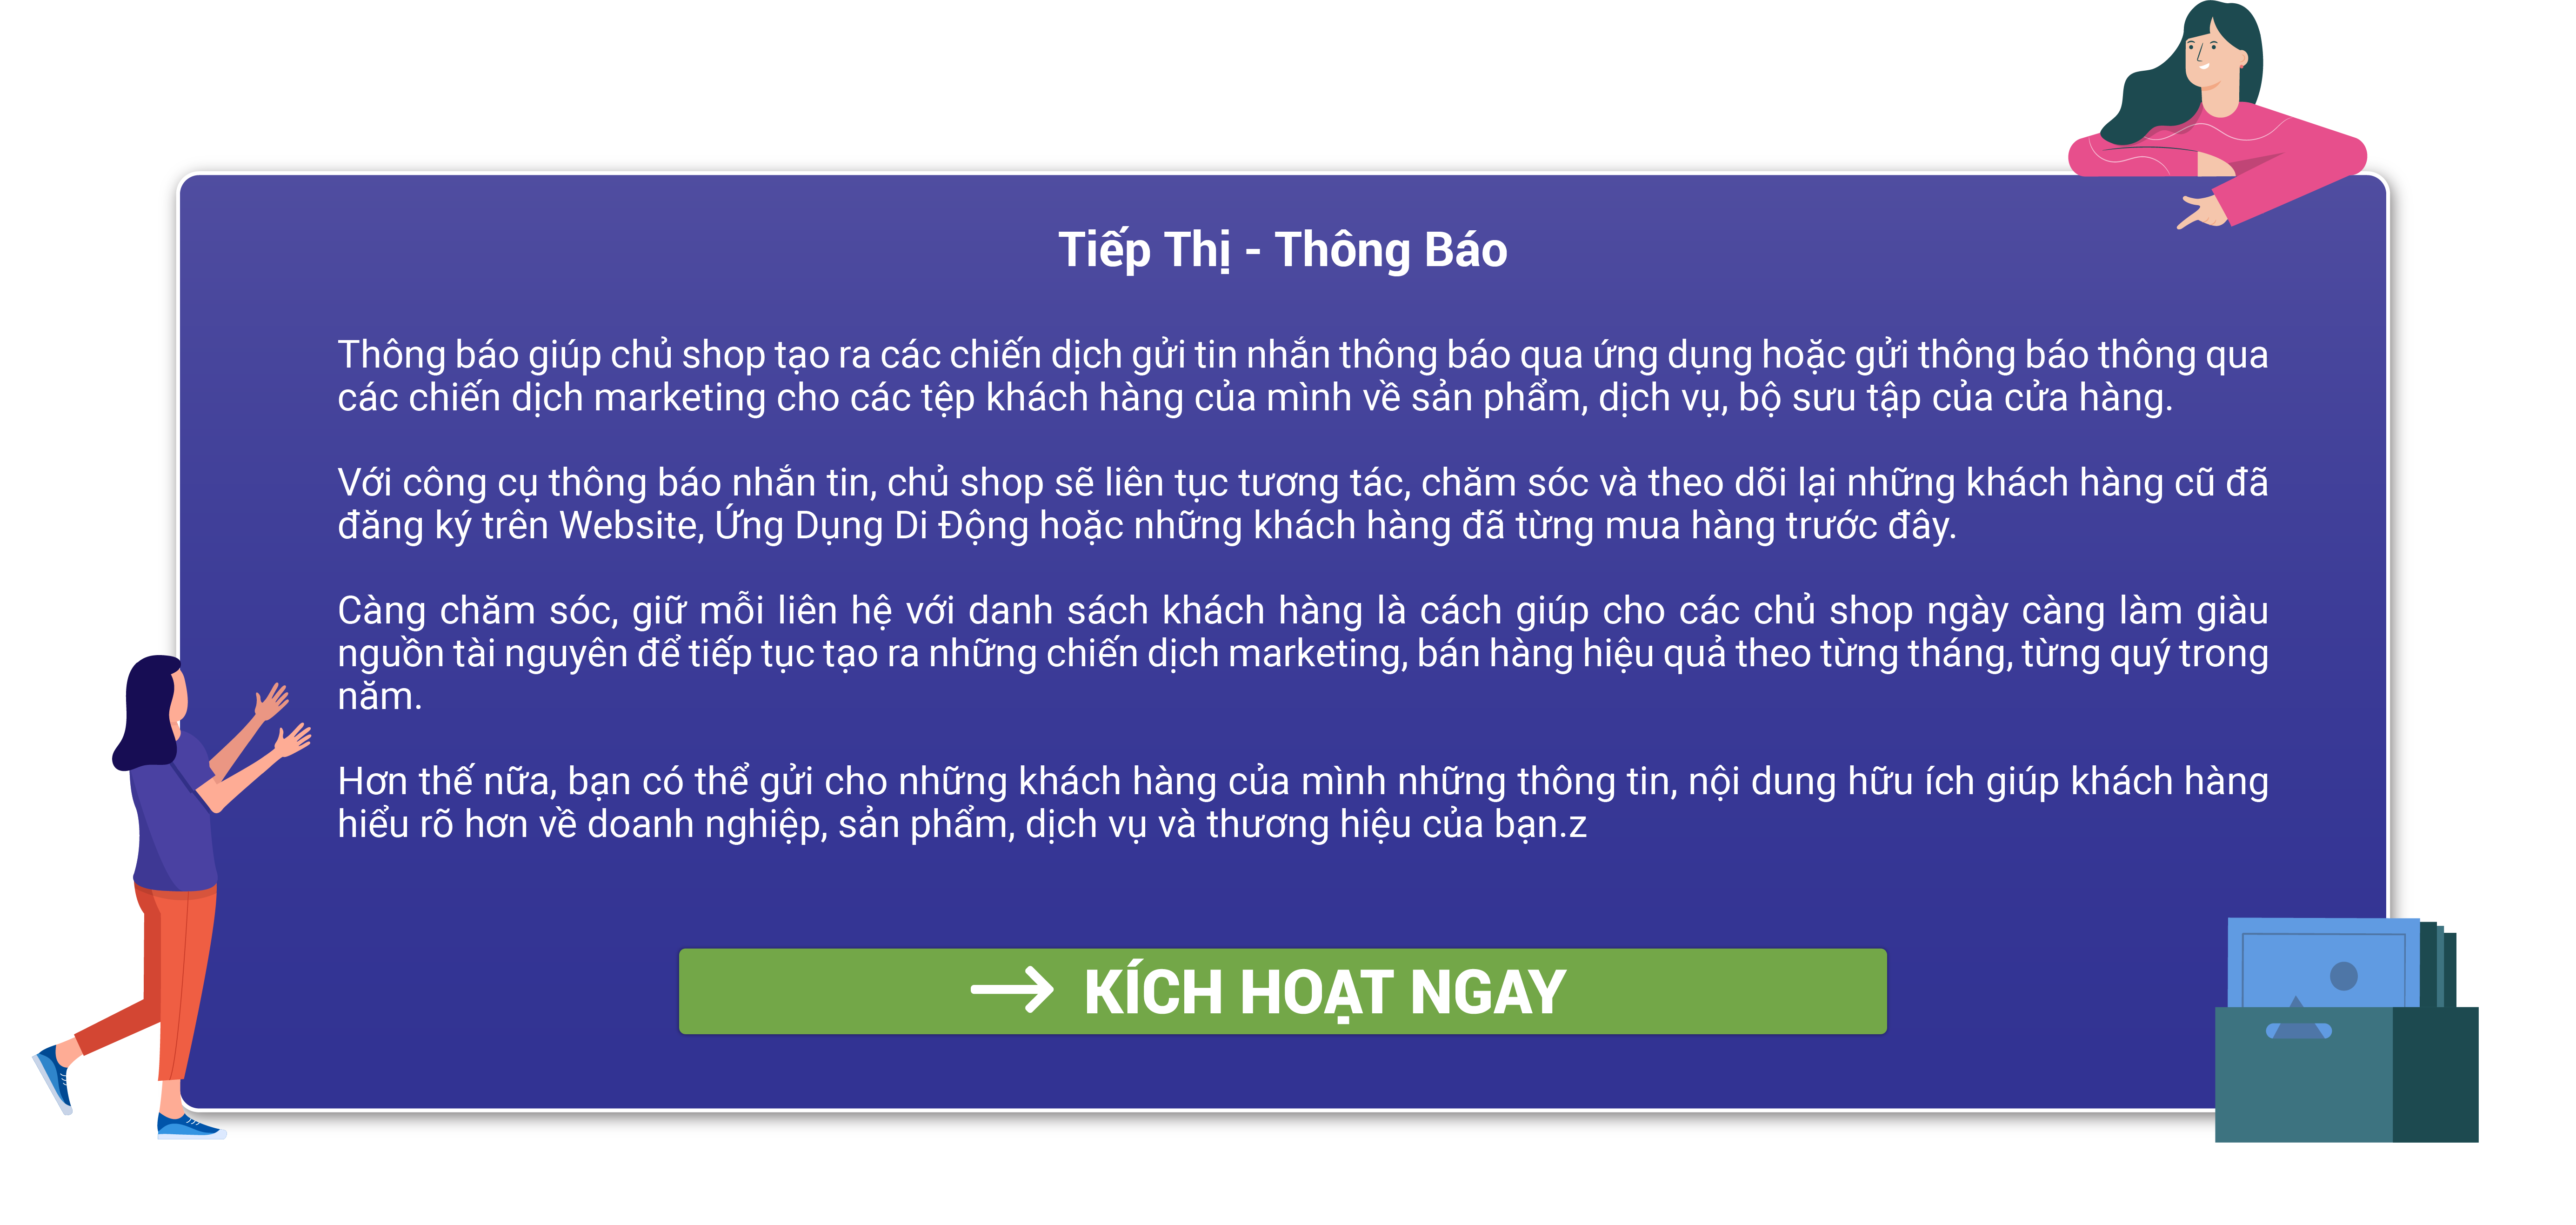 Tiếp Thị - Thông Báo
Thông báo giúp chủ shop tạo ra các chiến dịch gửi tin nhắn thông báo qua ứng dụng hoặc gửi thông báo thông qua
các chiến dịch marketing cho các tệp khách hàng của mình về sản phẩm, dịch vụ, bộ sưu tập của cửa hàng.
Với công cụ thông báo nhắn tin, chủ shop sẽ liên tục tương tác, chăm sóc và theo dõi lại những khách hàng cũ đã
đăng ký trên Website, Ứng Dụng Di Động hoặc những khách hàng đã từng mua hàng trước đây.
Càng chăm sóc, giữ mỗi liên hệ với danh sách khách hàng là cách giúp cho các chủ shop ngày càng làm giàu
nguồn tài nguyên để tiếp tục tạo ra những chiến dịch marketing, bán hàng hiệu quả theo từng tháng, từng quý trong
năm.
Hơn thế nữa, bạn có thể gửi cho những khách hàng của mình những thông tin, nội dung hữu ích giúp khách hàng
hiểu rõ hơn về doanh nghiệp, sản phẩm, dịch vụ và thương hiệu của bạn.z
→ KÍCH HOẠT NGAY